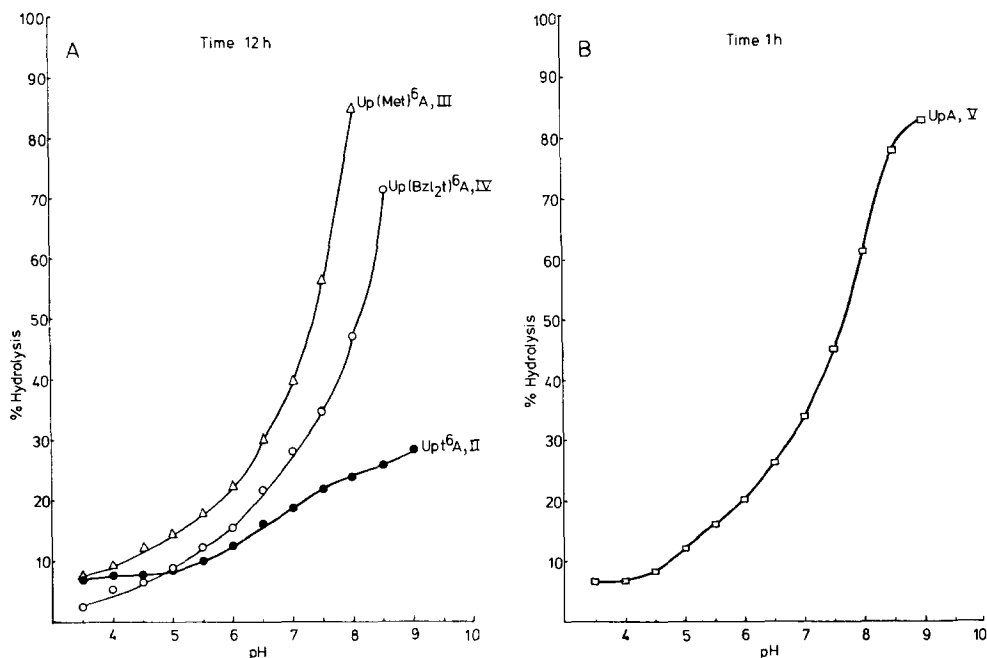 A
Time 12 h
% Hydrolysis
100
90
80
70
60
50
40
30
20
10
Up(Met)⁶A, III
Up(Bzl₂t)⁶A, IV
Upt⁶A, II
4 5 6 7 8 9 10
pH
B
Time 1h
% Hydrolysis
100
90
80
70
60
50
40
30
20
10
UpA, V
4 5 6 7 8 9 10
pH